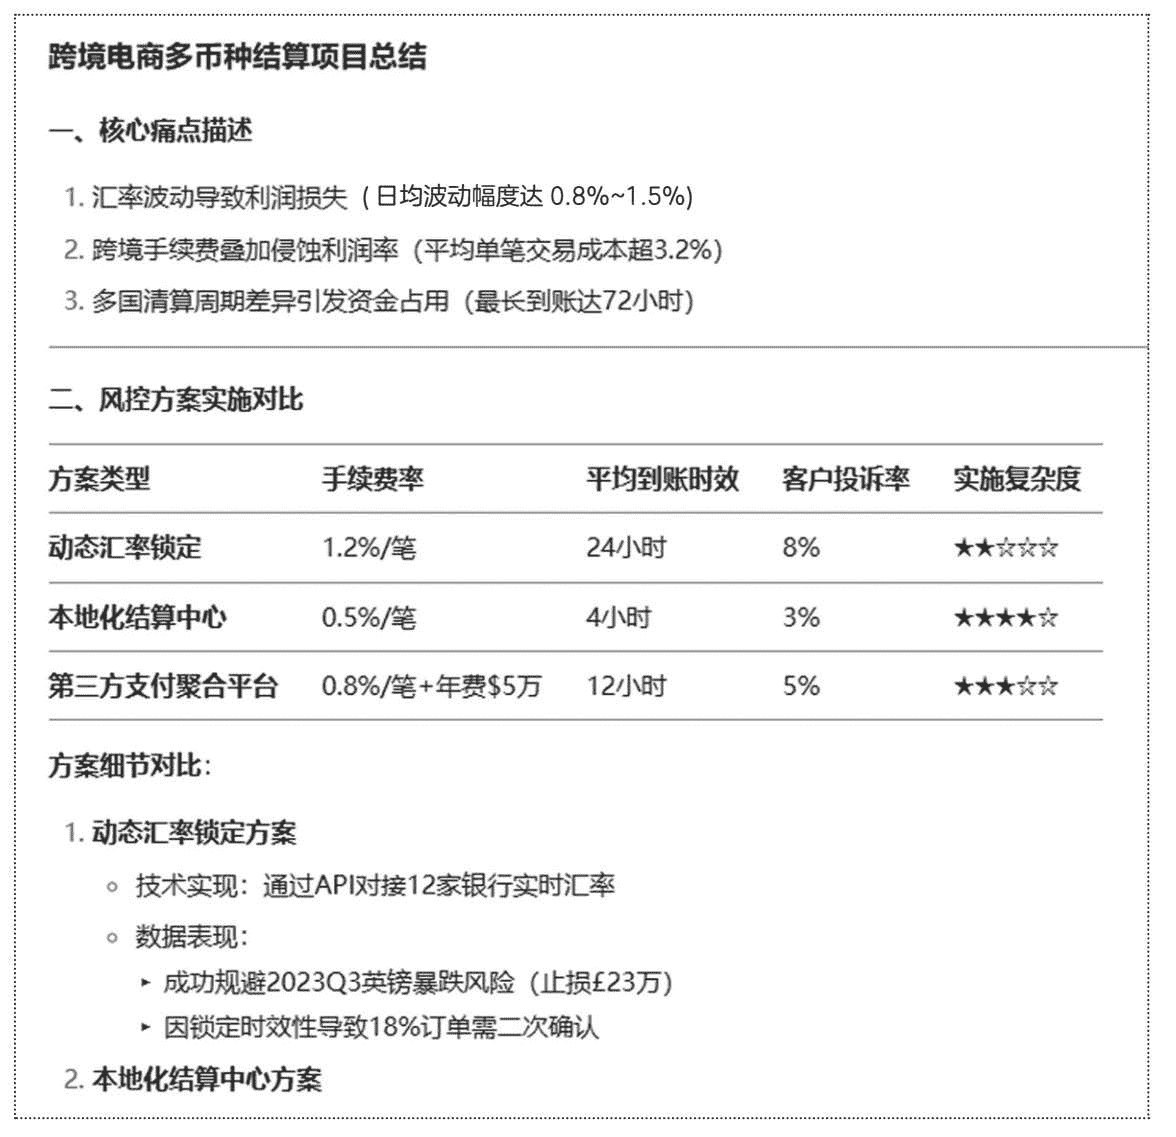 跨境电商多币种结算项目总结
一、核心痛点描述
1. 汇率波动导致利润损失（日均波动幅度达 0.8%~1.5%）
2. 跨境手续费叠加侵蚀利润率（平均单笔交易成本超3.2%）
3. 多国清算周期差异引发资金占用（最长到账达72小时）
二、风控方案实施对比
方案类型 手续费率 平均到账时效 客户投诉率 实施复杂度
动态汇率锁定 1.2%/笔 24小时 8% ★★☆☆☆
本地化结算中心 0.5%/笔 4小时 3% ★★★★☆
第三方支付聚合平台 0.8%/笔+年费$5万 12小时 5% ★★★☆☆
方案细节对比：
1. 动态汇率锁定方案
○ 技术实现：通过API对接12家银行实时汇率
○ 数据表现：
▸ 成功规避2023Q3英镑暴跌风险（止损£23万）
▸ 因锁定时效性导致18%订单需二次确认
2. 本地化结算中心方案